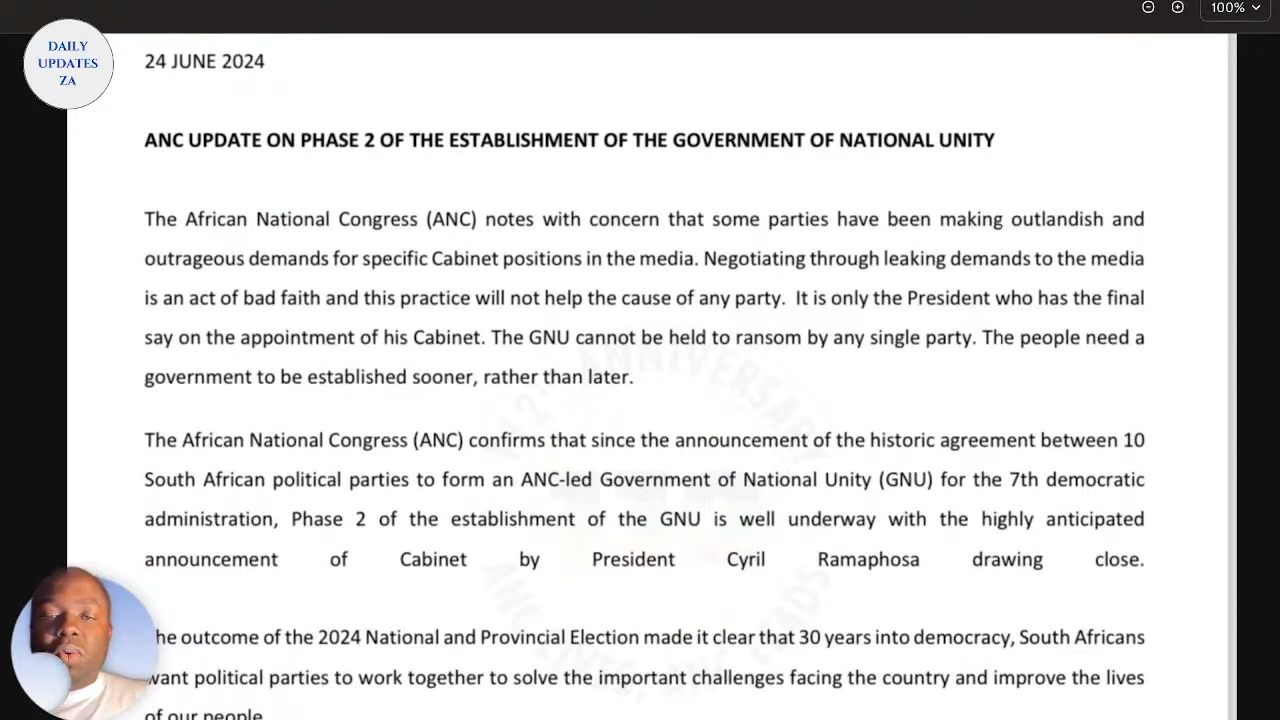 100%
DAILY
UPDATES
ZA
24 JUNE 2024
ANC UPDATE ON PHASE 2 OF THE ESTABLISHMENT OF THE GOVERNMENT OF NATIONAL UNITY
The African National Congress (ANC) notes with concern that some parties have been making outlandish and
outrageous demands for specific Cabinet positions in the media. Negotiating through leaking demands to the media
is an act of bad faith and this practice will not help the cause of any party. It is only the President who has the final
say on the appointment of his Cabinet. The GNU cannot be held to ransom by any single party. The people need a
government to be established sooner, rather than later.
The African National Congress (ANC) confirms that since the announcement of the historic agreement between 10
South African political parties to form an ANC-led Government of National Unity (GNU) for the 7th democratic
administration, Phase 2 of the establishment of the GNU is well underway with the highly anticipated
announcement of Cabinet by President Cyril Ramaphosa drawing close.
he outcome of the 2024 National and Provincial Election made it clear that 30 years into democracy, South Africans
want political parties to work together to solve the important challenges facing the country and improve the lives
of our people
ANNIVERSARY
ANC LIVES, ANC LEADS